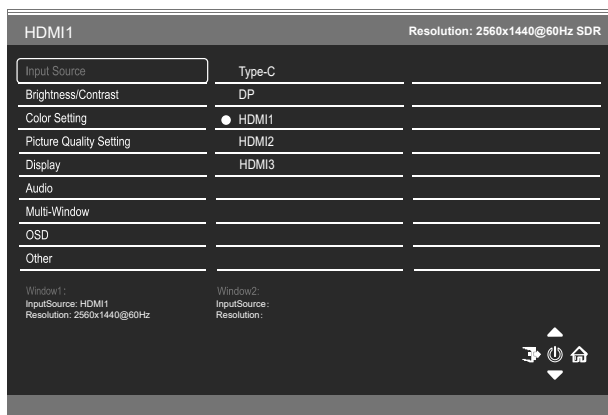 HDMI1 Resolution: 2560x1440@60Hz SDR
Input Source Type-C
Brightness/Contrast DP
Color Setting HDMI1
Picture Quality Setting HDMI2
Display HDMI3
Audio
Multi-Window
OSD
Other
Window1: Window2:
InputSource: HDMI1 InputSource:
Resolution: 2560x1440@60Hz Resolution: